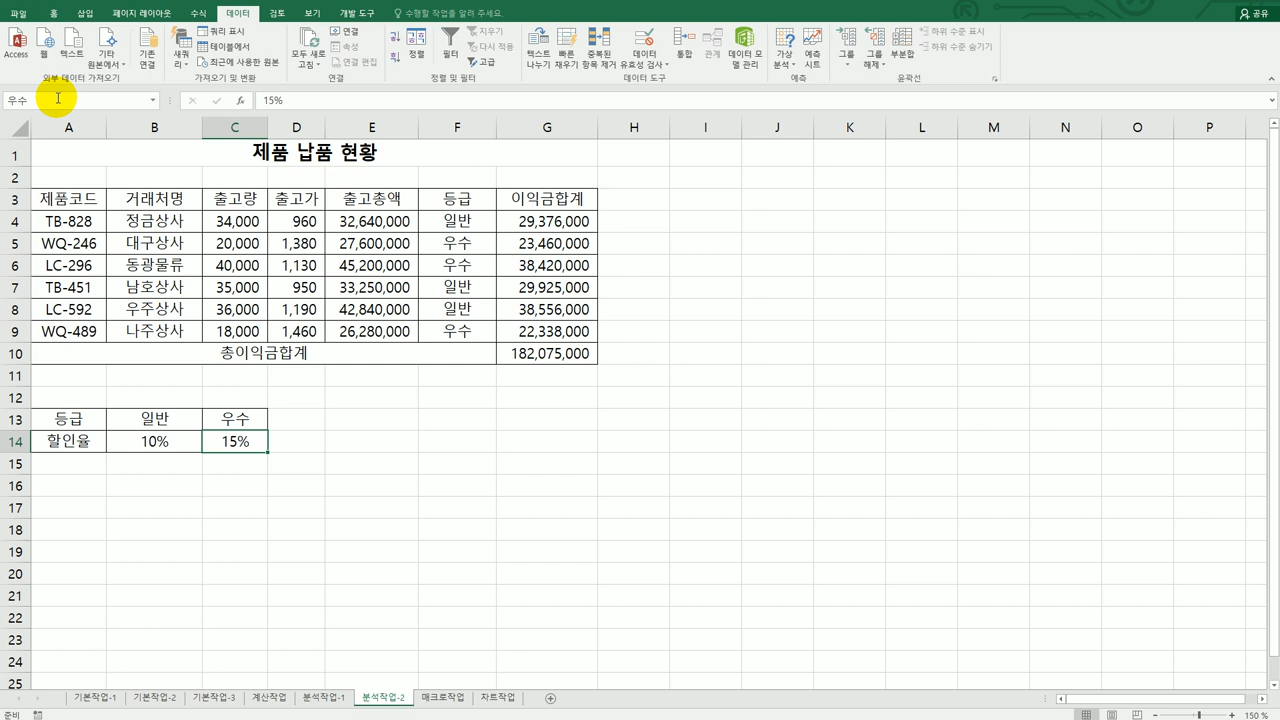 파일 홈 삽입 페이지 레이아웃 수식 데이터 검토 보기 개발 도구 수행할 작업을 알려 주세요. 공유
Access 웹 텍스트 기타 원본에서 기존 연결
외부 데이터 가져오기
새 쿼리 쿼리 표시 테이블에서 최근에 사용한 원본
가져오기 및 변환
모두 새로 고침 연결 속성 연결 편집
연결
정렬 필터 지우기 다시 적용 고급
정렬 및 필터
텍스트 나누기 빠른 채우기 중복된 항목 제거 데이터 유효성 검사 통합 관계 데이터 모델 관리
데이터 도구
가상 분석 예측 시트
예측
그룹 그룹 해제 부분합 하위 수준 표시 하위 수준 숨기기
윤곽선
우수 fx 15%
A B C D E F G H I J K L M N O P
1 제품 납품 현황
2
3 제품코드 거래처명 출고량 출고가 출고총액 등급 이익금합계
4 TB-828 정금상사 34,000 960 32,640,000 일반 29,376,000
5 WQ-246 대구상사 20,000 1,380 27,600,000 우수 23,460,000
6 LC-296 동광물류 40,000 1,130 45,200,000 우수 38,420,000
7 TB-451 남호상사 35,000 950 33,250,000 일반 29,925,000
8 LC-592 우주상사 36,000 1,190 42,840,000 일반 38,556,000
9 WQ-489 나주상사 18,000 1,460 26,280,000 우수 22,338,000
10 총이익금합계 182,075,000
11
12
13 등급 일반 우수
14 할인율 10% 15%
15
16
17
18
19
20
21
22
23
24
25
기본작업-1 기본작업-2 기본작업-3 계산작업 분석작업-1 분석작업-2 매크로작업 차트작업
준비 150 %